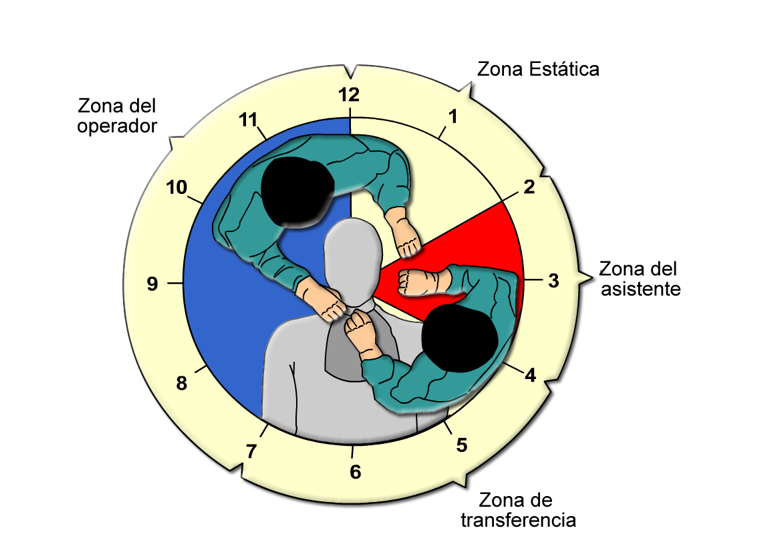 Zona Estática
Zona del
operador
12
11
1
10
2
9
3
Zona del
asistente
8
4
7
5
6
Zona de
transferencia